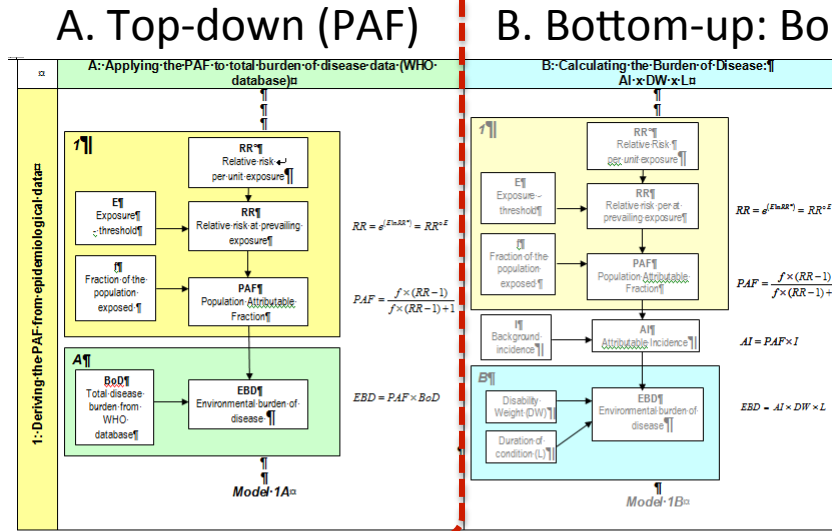 A. Top-down (PAF)
B. Bottom-up: Bo
¤
A:·Applying·the·PAF·to·total·burden·of·disease·data·(WHO·
database)¤
B:·Calculating·the·Burden·of·Disease:¶
AI·x·DW·x·L¤
1:·Deriving·the·PAF·from·epidemiological·data¤
¶
¶
¶
1¶
RR°¶
Relative·risk·↵
per·unit·exposure¶
E¶
Exposure¶
-·threshold¶
RR¶
Relative·risk·at·prevailing·
exposure¶
f¶
Fraction·of·the·
population·
exposed·¶
PAF¶
Population·Attributable·
Fraction¶
RR = e^(E ln RR°) = RR°^E
PAF = f×(RR−1) / f×(RR−1)+1
A¶
BoD¶
Total·disease·
burden·from·
WHO·
database¶
EBD¶
Environmental·burden·of·
disease·¶
EBD = PAF × BoD
¶
¶
Model·1A¤
¶
¶
¶
1¶
RR°¶
Relative·Risk·¶
per·unit·exposure¶
E¶
Exposure·–
threshold¶
RR¶
Relative·risk·per·at·
prevailing·exposure¶
f¶
Fraction·of·the·
population·
exposed¶
PAF¶
Population·Attributable·
Fraction¶
RR = e^(E ln RR°) = RR°^E
PAF = f×(RR−1) / f×(RR−1)+1
I¶
Background·
incidence¶
AI¶
Attributable·Incidence¶
AI = PAF × I
B¶
Disability·
Weight·(DW)¶
Duration·of·
condition·(L)¶
EBD¶
Environmental·burden·of·
disease·¶
EBD = AI × DW × L
¶
Model·1B¤